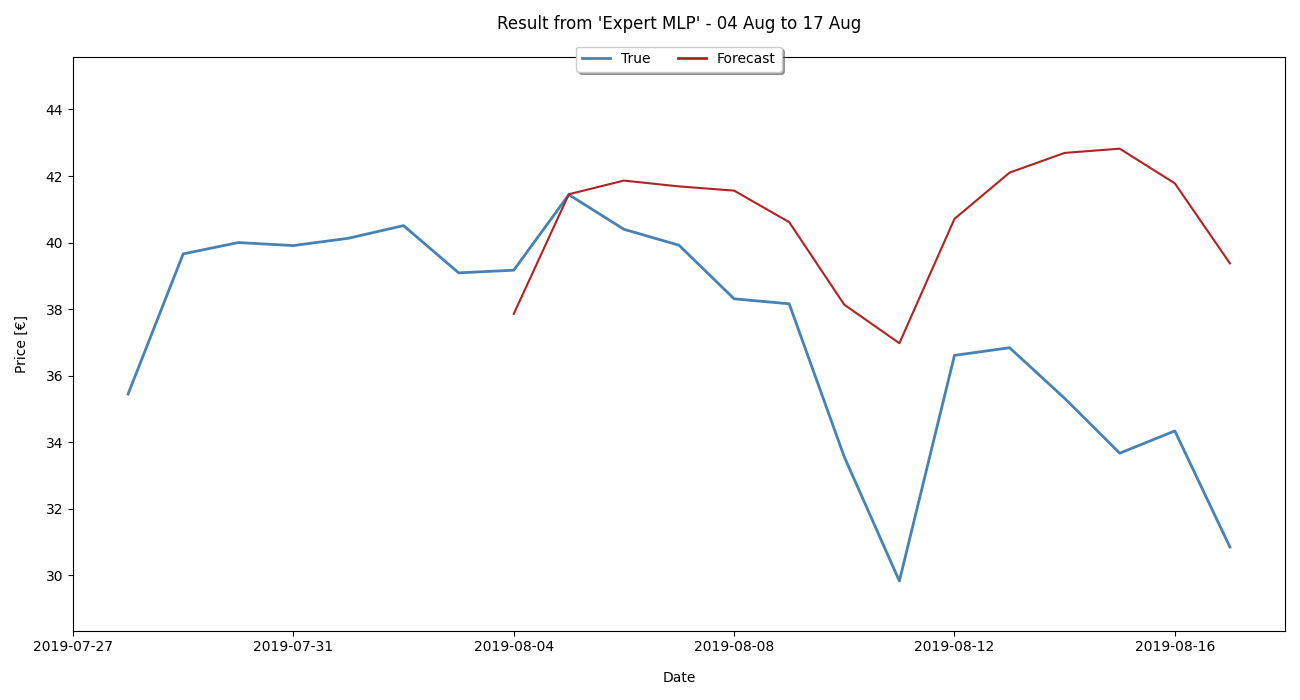 Result from 'Expert MLP' - 04 Aug to 17 Aug
True Forecast
44
42
40
38
36
34
32
30
Price [€]
2019-07-27 2019-07-31 2019-08-04 2019-08-08 2019-08-12 2019-08-16
Date